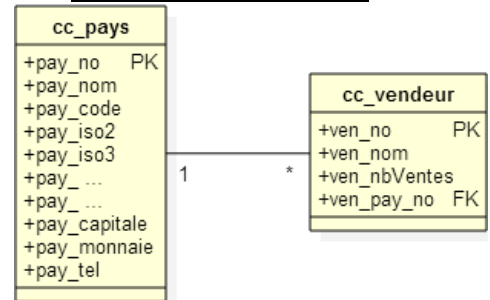 cc_pays
+pay_no PK
+pay_nom
+pay_code
+pay_iso2
+pay_iso3
+pay_ ...
+pay_ ...
+pay_capitale
+pay_monnaie
+pay_tel
1
*
cc_vendeur
+ven_no PK
+ven_nom
+ven_nbVentes
+ven_pay_no FK